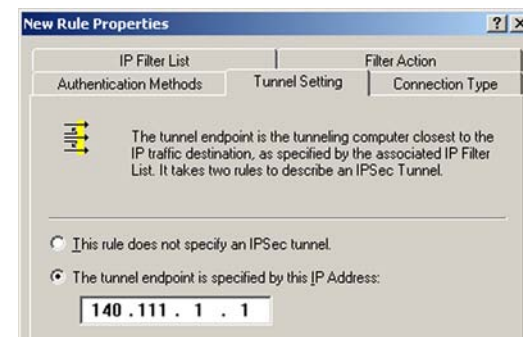 New Rule Properties
IP Filter List Filter Action
Authentication Methods Tunnel Setting Connection Type
The tunnel endpoint is the tunneling computer closest to the
IP traffic destination, as specified by the associated IP Filter
List. It takes two rules to describe an IPSec Tunnel.
This rule does not specify an IPSec tunnel.
The tunnel endpoint is specified by this IP Address:
140 . 111 . 1 . 1